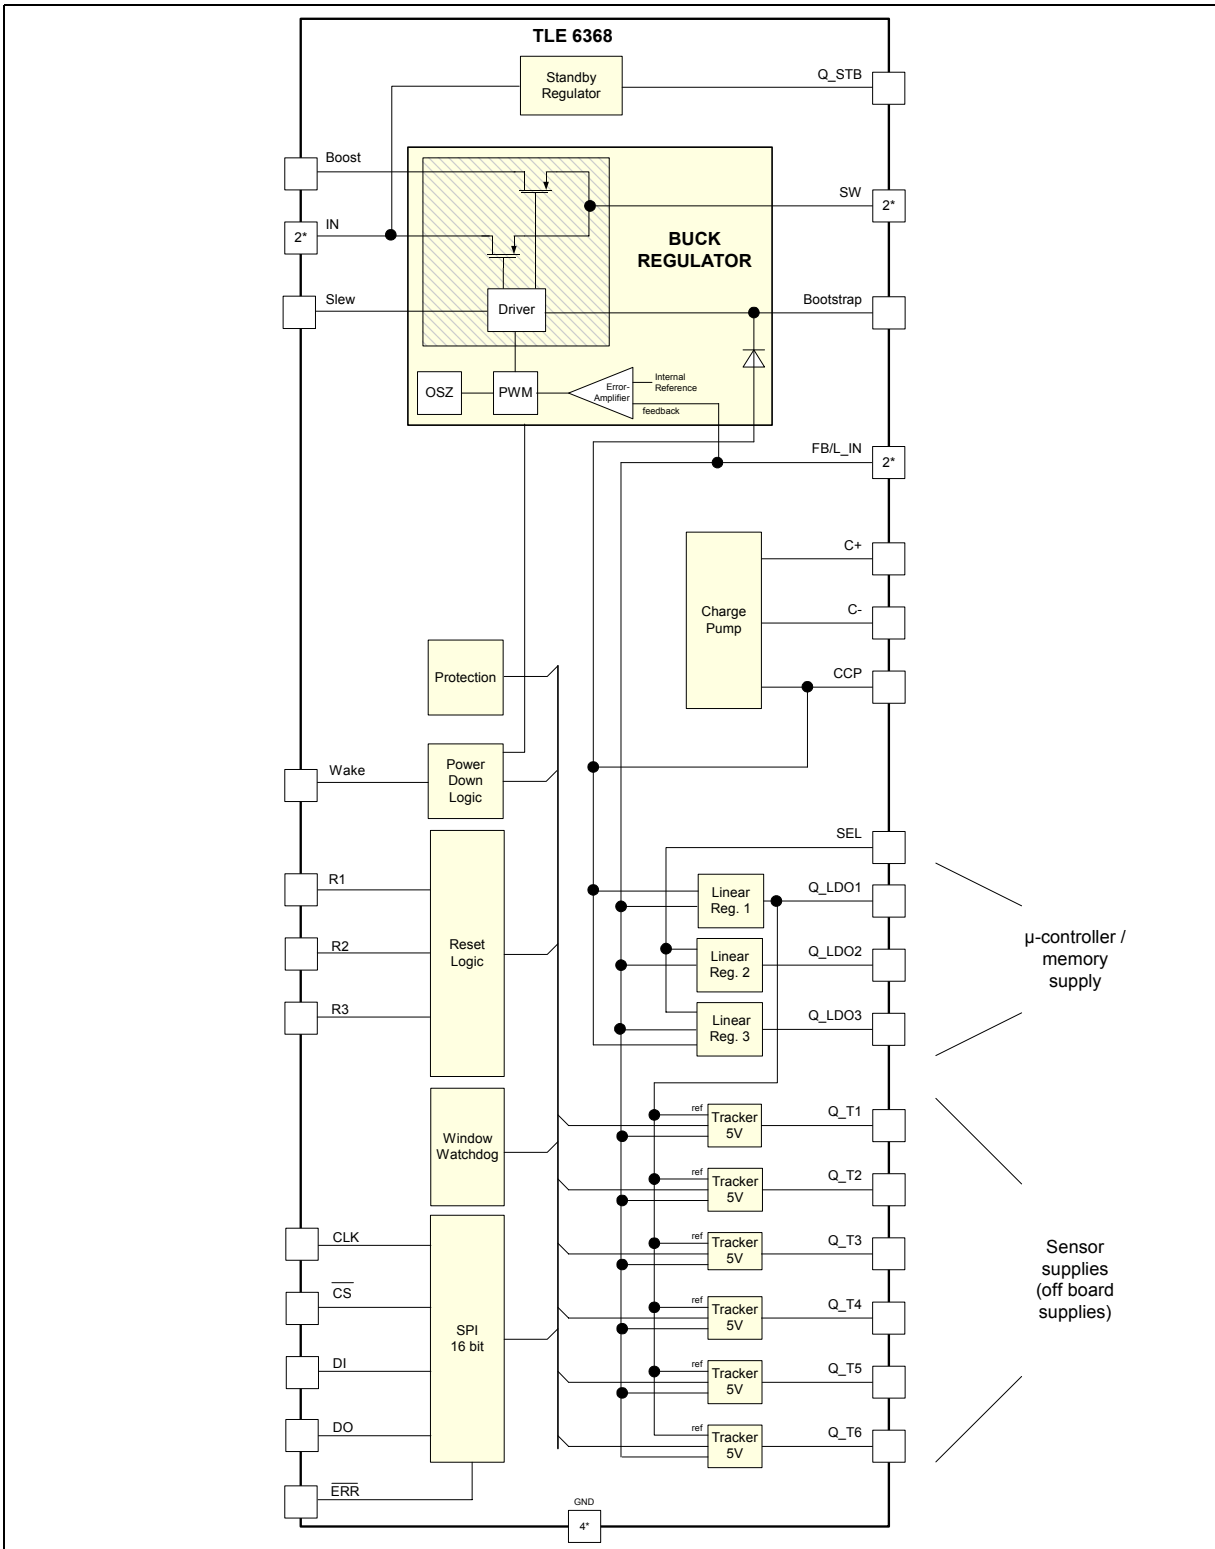 TLE 6368
Standby
Regulator
Q_STB
Boost
2*
IN
SW
2*
BUCK
REGULATOR
Slew
Driver
Bootstrap
OSZ
PWM
Error-
Amplifier
Internal
Reference
feedback
FB/L_IN
2*
C+
Charge
Pump
C-
CCP
Protection
Wake
Power
Down
Logic
SEL
R1
R2
R3
Reset
Logic
Linear
Reg. 1
Q_LDO1
Linear
Reg. 2
Q_LDO2
Linear
Reg. 3
Q_LDO3
µ-controller /
memory
supply
Window
Watchdog
ref
Tracker
5V
Q_T1
ref
Tracker
5V
Q_T2
ref
Tracker
5V
Q_T3
ref
Tracker
5V
Q_T4
ref
Tracker
5V
Q_T5
ref
Tracker
5V
Q_T6
Sensor
supplies
(off board
supplies)
CLK
CS
DI
DO
ERR
SPI
16 bit
GND
4*